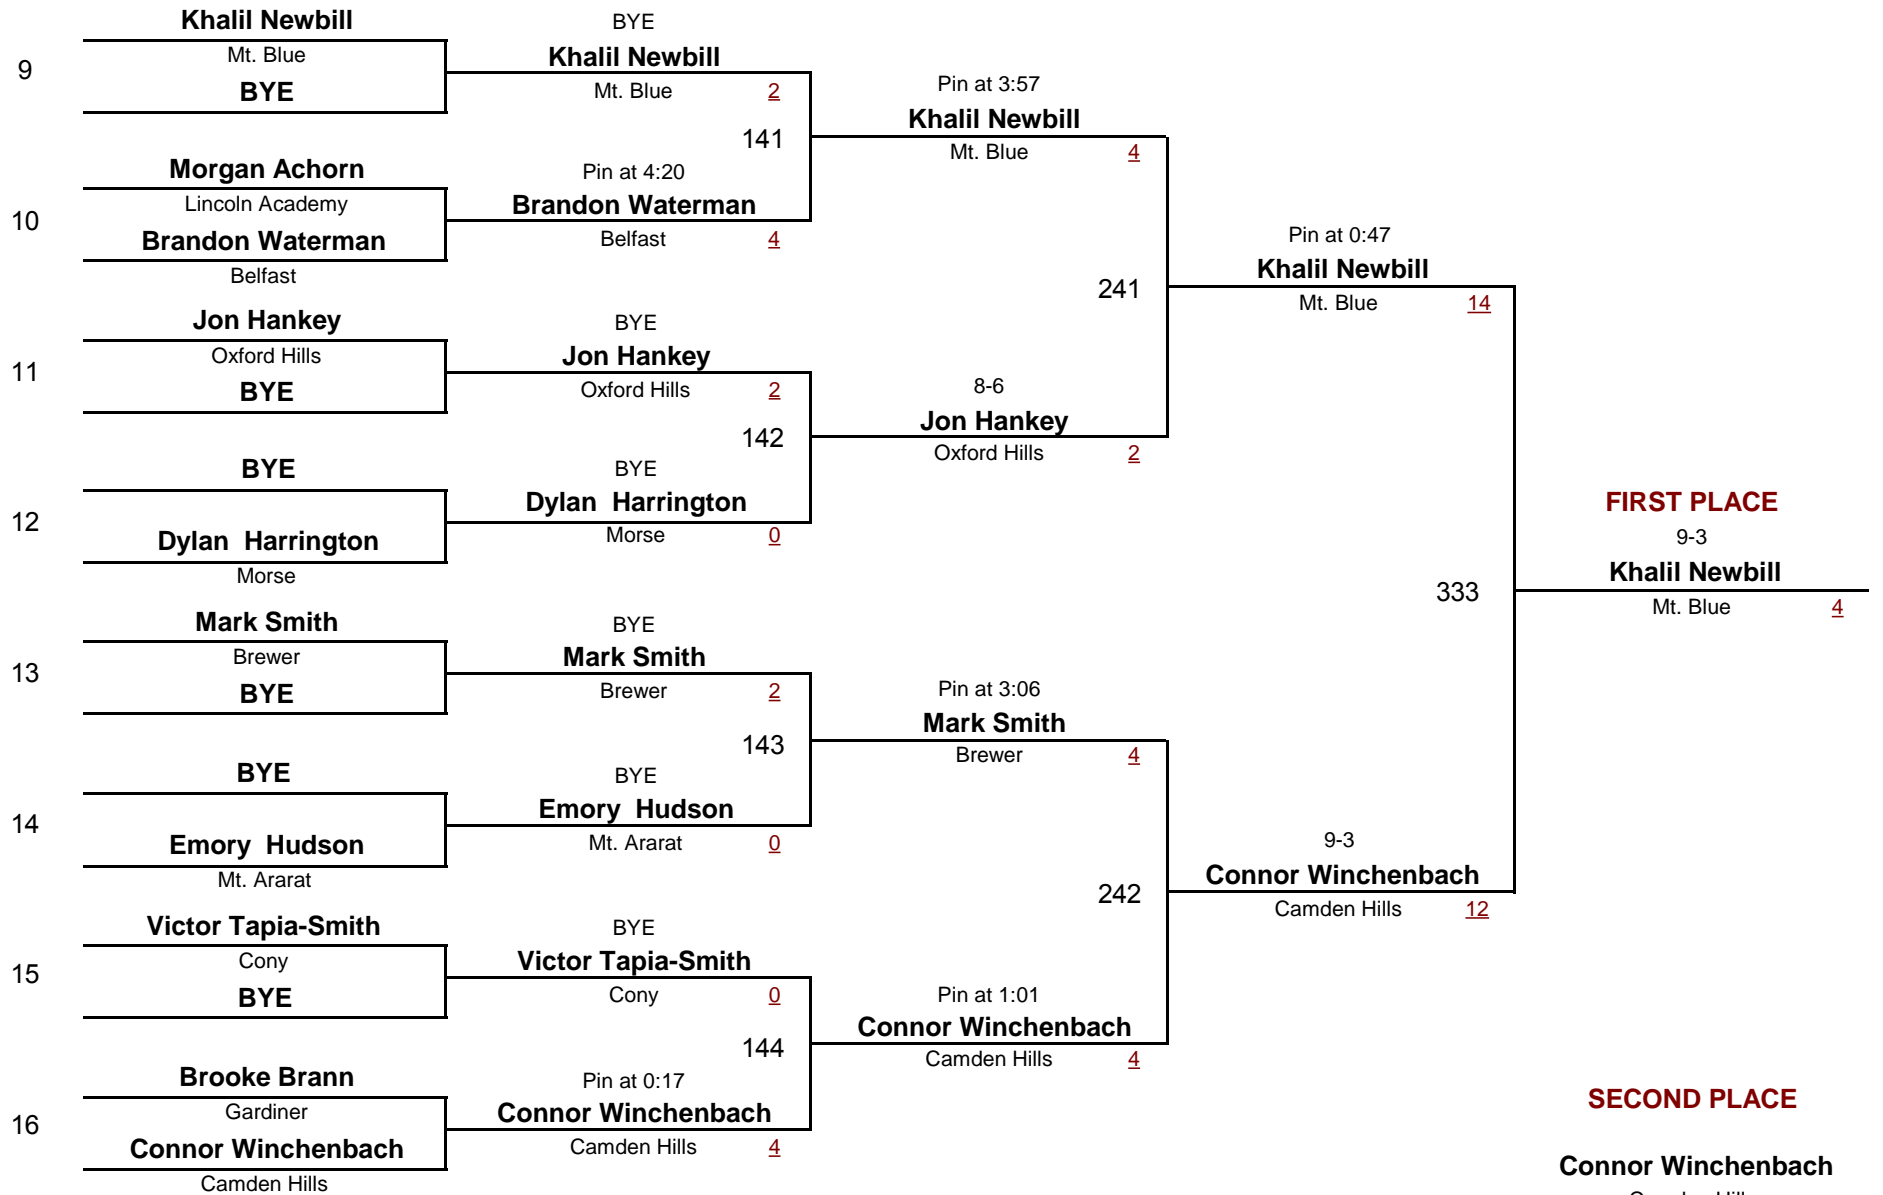 Khalil Newbill
9
Mt. Blue
BYE
10
Morgan Achorn
Lincoln Academy
Brandon Waterman
Belfast
11
Jon Hankey
Oxford Hills
BYE
12
BYE
Dylan Harrington
Morse
13
Mark Smith
Brewer
BYE
14
BYE
Emory Hudson
Mt. Ararat
15
Victor Tapia-Smith
Cony
BYE
16
Brooke Brann
Gardiner
Connor Winchenbach
Camden Hills
BYE
Khalil Newbill
Mt. Blue 2
141
Pin at 4:20
Brandon Waterman
Belfast 4
BYE
Jon Hankey
Oxford Hills 2
142
BYE
Dylan Harrington
Morse 0
BYE
Mark Smith
Brewer 2
143
BYE
Emory Hudson
Mt. Ararat 0
BYE
Victor Tapia-Smith
Cony 0
144
Pin at 0:17
Connor Winchenbach
Camden Hills 4
Pin at 3:57
Khalil Newbill
Mt. Blue 4
241
8-6
Jon Hankey
Oxford Hills 2
Pin at 3:06
Mark Smith
Brewer 4
242
Pin at 1:01
Connor Winchenbach
Camden Hills 4
Pin at 0:47
Khalil Newbill
Mt. Blue 14
333
9-3
Connor Winchenbach
Camden Hills 12
FIRST PLACE
9-3
Khalil Newbill
Mt. Blue 4
SECOND PLACE
Connor Winchenbach